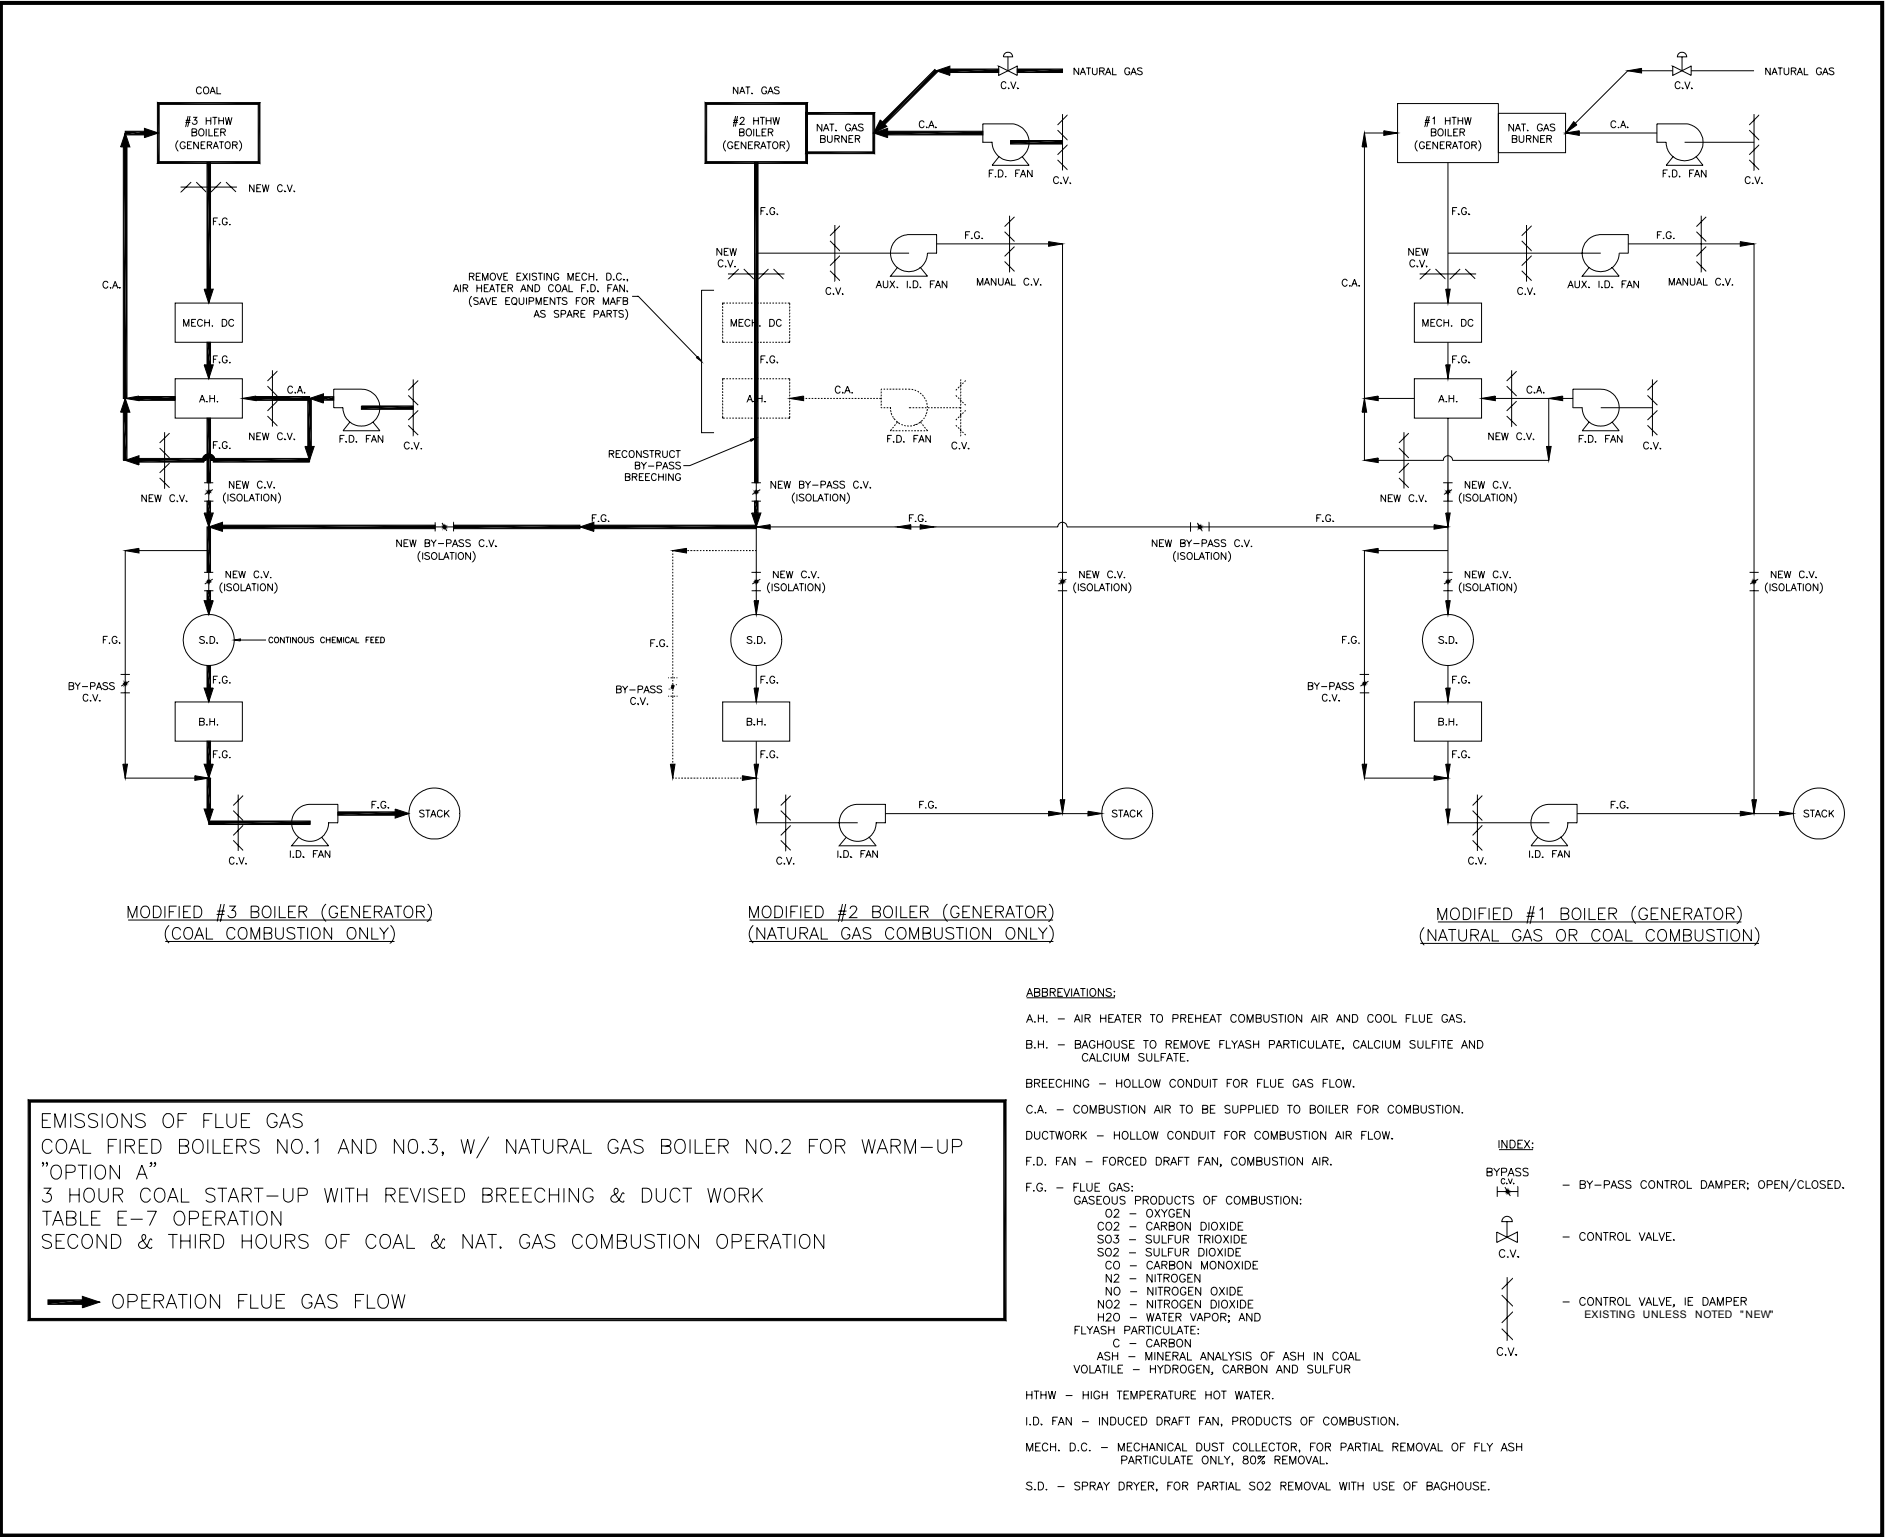 COAL
#3 HTHW
BOILER
(GENERATOR)
NEW C.V.
F.G.
C.A.
MECH. DC
F.G.
A.H.
C.A.
NEW C.V.
F.D. FAN
C.V.
F.G.
NEW C.V.
NEW C.V.
(ISOLATION)
NEW BY-PASS C.V.
(ISOLATION)
NEW C.V.
(ISOLATION)
F.G.
S.D.
CONTINOUS CHEMICAL FEED
F.G.
BY-PASS
C.V.
B.H.
F.G.
F.G.
STACK
C.V.
I.D. FAN
MODIFIED #3 BOILER (GENERATOR)
(COAL COMBUSTION ONLY)
NAT. GAS
#2 HTHW
BOILER
(GENERATOR)
NAT. GAS
BURNER
C.V.
NATURAL GAS
C.A.
F.D. FAN
C.V.
F.G.
NEW
C.V.
C.V.
AUX. I.D. FAN
F.G.
MANUAL C.V.
REMOVE EXISTING MECH. D.C.,
AIR HEATER AND COAL F.D. FAN.
(SAVE EQUIPMENTS FOR MAFB
AS SPARE PARTS)
MECH. DC
F.G.
A.H.
C.A.
F.D. FAN
C.V.
RECONSTRUCT
BY-PASS
BREECHING
NEW BY-PASS C.V.
(ISOLATION)
F.G.
F.G.
F.G.
NEW BY-PASS C.V.
(ISOLATION)
NEW C.V.
(ISOLATION)
NEW C.V.
(ISOLATION)
F.G.
S.D.
F.G.
BY-PASS
C.V.
B.H.
F.G.
F.G.
STACK
C.V.
I.D. FAN
MODIFIED #2 BOILER (GENERATOR)
(NATURAL GAS COMBUSTION ONLY)
#1 HTHW
BOILER
(GENERATOR)
NAT. GAS
BURNER
C.V.
NATURAL GAS
C.A.
F.D. FAN
C.V.
F.G.
NEW
C.V.
C.V.
AUX. I.D. FAN
F.G.
MANUAL C.V.
C.A.
MECH. DC
F.G.
A.H.
C.A.
NEW C.V.
F.D. FAN
C.V.
NEW C.V.
NEW C.V.
(ISOLATION)
NEW C.V.
(ISOLATION)
NEW C.V.
(ISOLATION)
F.G.
S.D.
F.G.
BY-PASS
C.V.
B.H.
F.G.
F.G.
STACK
C.V.
I.D. FAN
MODIFIED #1 BOILER (GENERATOR)
(NATURAL GAS OR COAL COMBUSTION)
EMISSIONS OF FLUE GAS
COAL FIRED BOILERS NO.1 AND NO.3, W/ NATURAL GAS BOILER NO.2 FOR WARM-UP
"OPTION A"
3 HOUR COAL START-UP WITH REVISED BREECHING & DUCT WORK
TABLE E-7 OPERATION
SECOND & THIRD HOURS OF COAL & NAT. GAS COMBUSTION OPERATION
OPERATION FLUE GAS FLOW
ABBREVIATIONS:
A.H. - AIR HEATER TO PREHEAT COMBUSTION AIR AND COOL FLUE GAS.
B.H. - BAGHOUSE TO REMOVE FLYASH PARTICULATE, CALCIUM SULFITE AND
CALCIUM SULFATE.
BREECHING - HOLLOW CONDUIT FOR FLUE GAS FLOW.
C.A. - COMBUSTION AIR TO BE SUPPLIED TO BOILER FOR COMBUSTION.
DUCTWORK - HOLLOW CONDUIT FOR COMBUSTION AIR FLOW.
F.D. FAN - FORCED DRAFT FAN, COMBUSTION AIR.
F.G. - FLUE GAS:
GASEOUS PRODUCTS OF COMBUSTION:
O2 - OXYGEN
CO2 - CARBON DIOXIDE
SO3 - SULFUR TRIOXIDE
SO2 - SULFUR DIOXIDE
CO - CARBON MONOXIDE
N2 - NITROGEN
NO - NITROGEN OXIDE
NO2 - NITROGEN DIOXIDE
H2O - WATER VAPOR; AND
FLYASH PARTICULATE:
C - CARBON
ASH - MINERAL ANALYSIS OF ASH IN COAL
VOLATILE - HYDROGEN, CARBON AND SULFUR
HTHW - HIGH TEMPERATURE HOT WATER.
I.D. FAN - INDUCED DRAFT FAN, PRODUCTS OF COMBUSTION.
MECH. D.C. - MECHANICAL DUST COLLECTOR, FOR PARTIAL REMOVAL OF FLY ASH
PARTICULATE ONLY, 80% REMOVAL.
S.D. - SPRAY DRYER, FOR PARTIAL SO2 REMOVAL WITH USE OF BAGHOUSE.
INDEX:
BYPASS
C.V.
- BY-PASS CONTROL DAMPER; OPEN/CLOSED.
C.V.
- CONTROL VALVE.
C.V.
- CONTROL VALVE, IE DAMPER
EXISTING UNLESS NOTED "NEW"